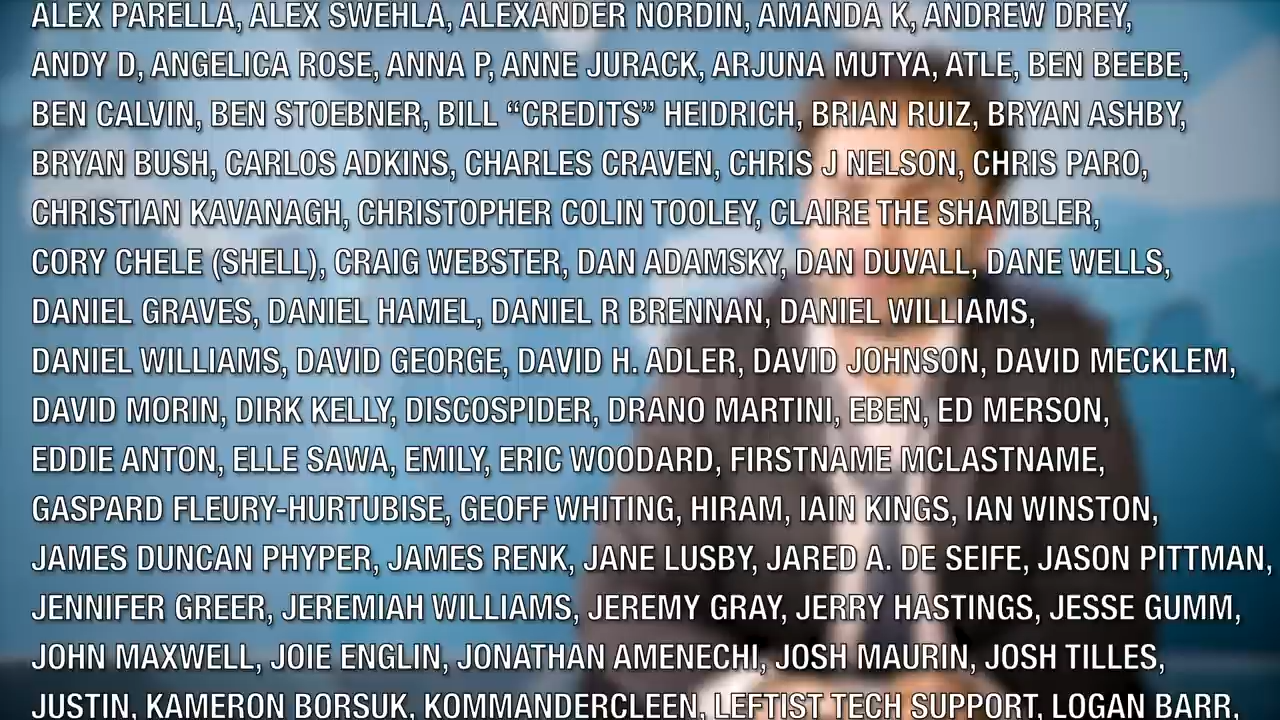 ALEX PARELLA, ALEX SWEHLA, ALEXANDER NORDIN, AMANDA K, ANDREW DREY,
ANDY D, ANGELICA ROSE, ANNA P, ANNE JURACK, ARJUNA MUTYA, ATLE, BEN BEEBE,
BEN CALVIN, BEN STOEBNER, BILL “CREDITS” HEIDRICH, BRIAN RUIZ, BRYAN ASHBY,
BRYAN BUSH, CARLOS ADKINS, CHARLES CRAVEN, CHRIS J NELSON, CHRIS PARO,
CHRISTIAN KAVANAGH, CHRISTOPHER COLIN TOOLEY, CLAIRE THE SHAMBLER,
CORY CHELE (SHELL), CRAIG WEBSTER, DAN ADAMSKY, DAN DUVALL, DANE WELLS,
DANIEL GRAVES, DANIEL HAMEL, DANIEL R BRENNAN, DANIEL WILLIAMS,
DANIEL WILLIAMS, DAVID GEORGE, DAVID H. ADLER, DAVID JOHNSON, DAVID MECKLEM,
DAVID MORIN, DIRK KELLY, DISCOSPIDER, DRANO MARTINI, EBEN, ED MERSON,
EDDIE ANTON, ELLE SAWA, EMILY, ERIC WOODARD, FIRSTNAME MCLASTNAME,
GASPARD FLEURY-HURTUBISE, GEOFF WHITING, HIRAM, IAIN KINGS, IAN WINSTON,
JAMES DUNCAN PHYPER, JAMES RENK, JANE LUSBY, JARED A. DE SEIFE, JASON PITTMAN,
JENNIFER GREER, JEREMIAH WILLIAMS, JEREMY GRAY, JERRY HASTINGS, JESSE GUMM,
JOHN MAXWELL, JOIE ENGLIN, JONATHAN AMENECHI, JOSH MAURIN, JOSH TILLES,
JUSTIN, KAMERON BORSUK, KOMMANDERCLEEN, LEFTIST TECH SUPPORT, LOGAN BARR,